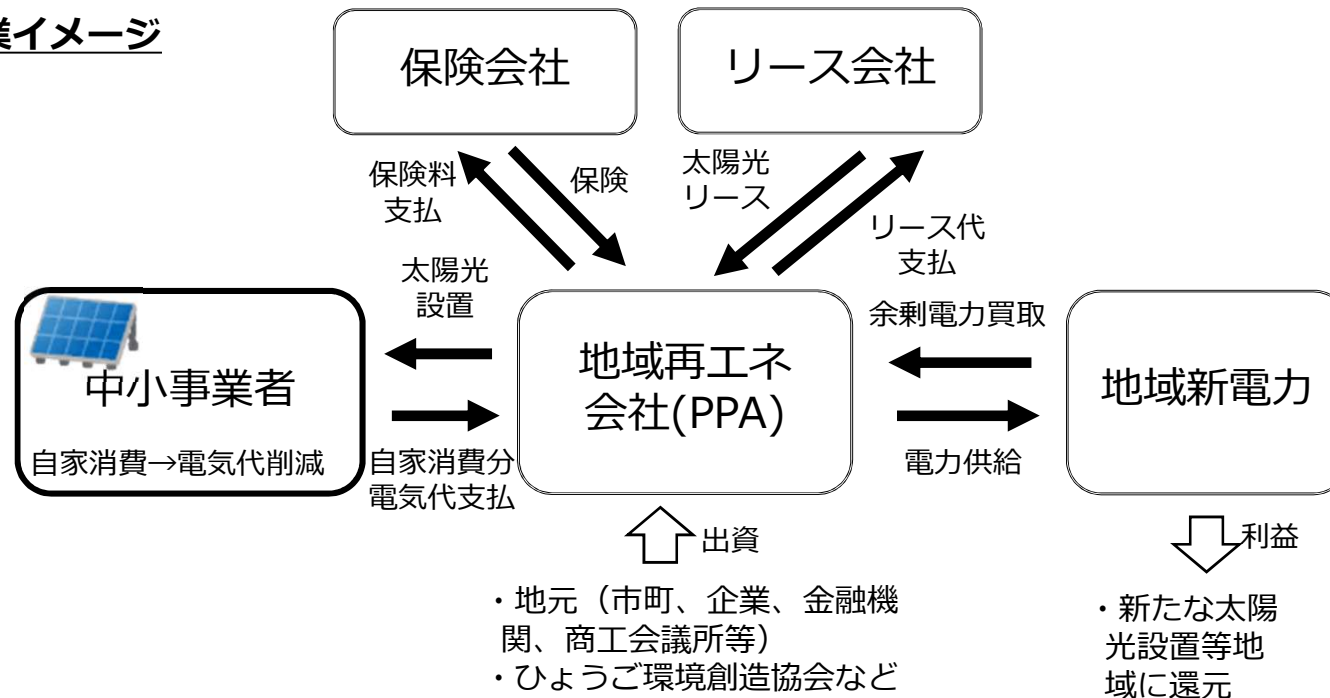 業イメージ
保険会社
リース会社
保険料
支払
保険
太陽光
リース
リース代
支払
太陽光
設置
余剰電力買取
中小事業者
自家消費→電気代削減
地域再エネ
会社(PPA)
地域新電力
自家消費分
電気代支払
電力供給
出資
利益
・地元（市町、企業、金融機
関、商工会議所等）
・ひょうご環境創造協会など
・新たな太陽
光設置等地
域に還元